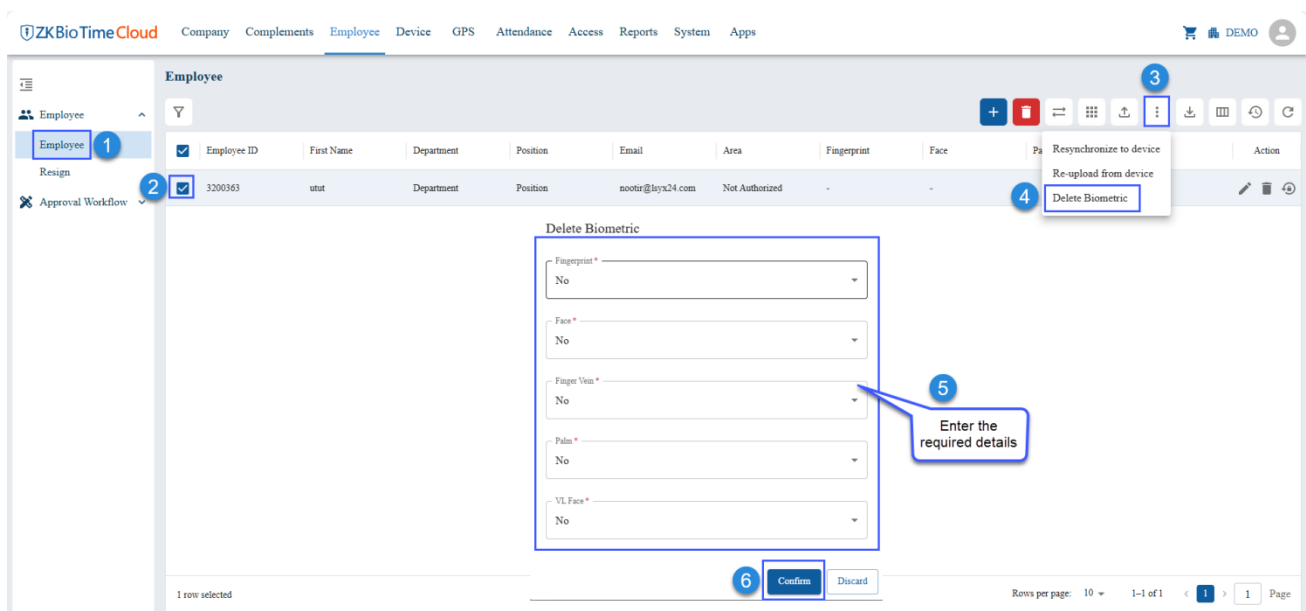 ZKBioTime Cloud Company Complements Employee Device GPS Attendance Access Reports System Apps DEMO
Employee
3
Employee
Employee 1
Resign
Approval Workflow
Employee ID First Name Department Position Email Area Fingerprint Face Pa Action
2 3200363 utut Department Position nootir@lsyx24.com Not Authorized - -
Resynchronize to device
Re-upload from device
4 Delete Biometric
Delete Biometric
Fingerprint *
No
Face *
No
Finger Vein *
No
5
Enter the
required details
Palm *
No
VL Face *
No
6 Confirm Discard
1 row selected Rows per page: 10 1–1 of 1 < 1 > 1 Page